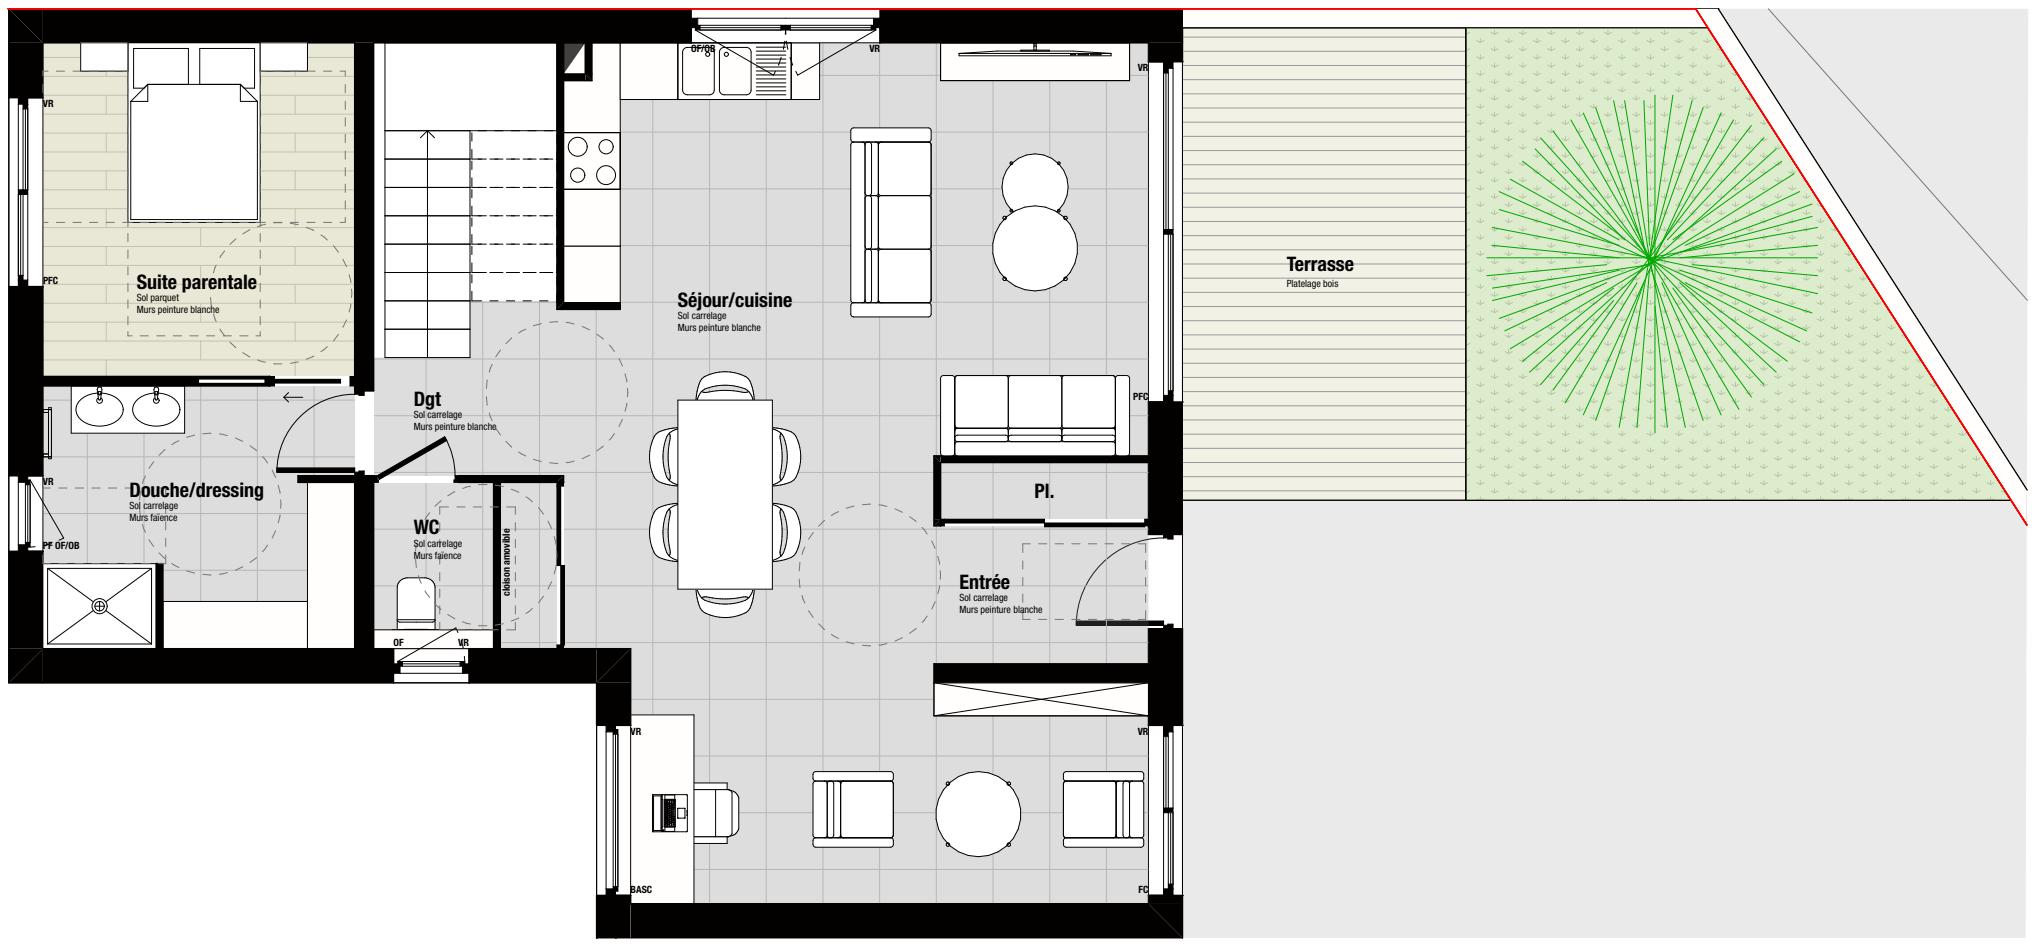 OF/OB
VR
VR
VR
PFC
Suite parentale
Sol parquet
Murs peinture blanche
Séjour/cuisine
Sol carrelage
Murs peinture blanche
Terrasse
Platelage bois
PFC
Dgt
Sol carrelage
Murs peinture blanche
VR
Douche/dressing
Sol carrelage
Murs faïence
PF OF/OB
WC
Sol carrelage
Murs faïence
cloison amovible
Pl.
Entrée
Sol carrelage
Murs peinture blanche
OF
VR
VR
VR
BASC
FC